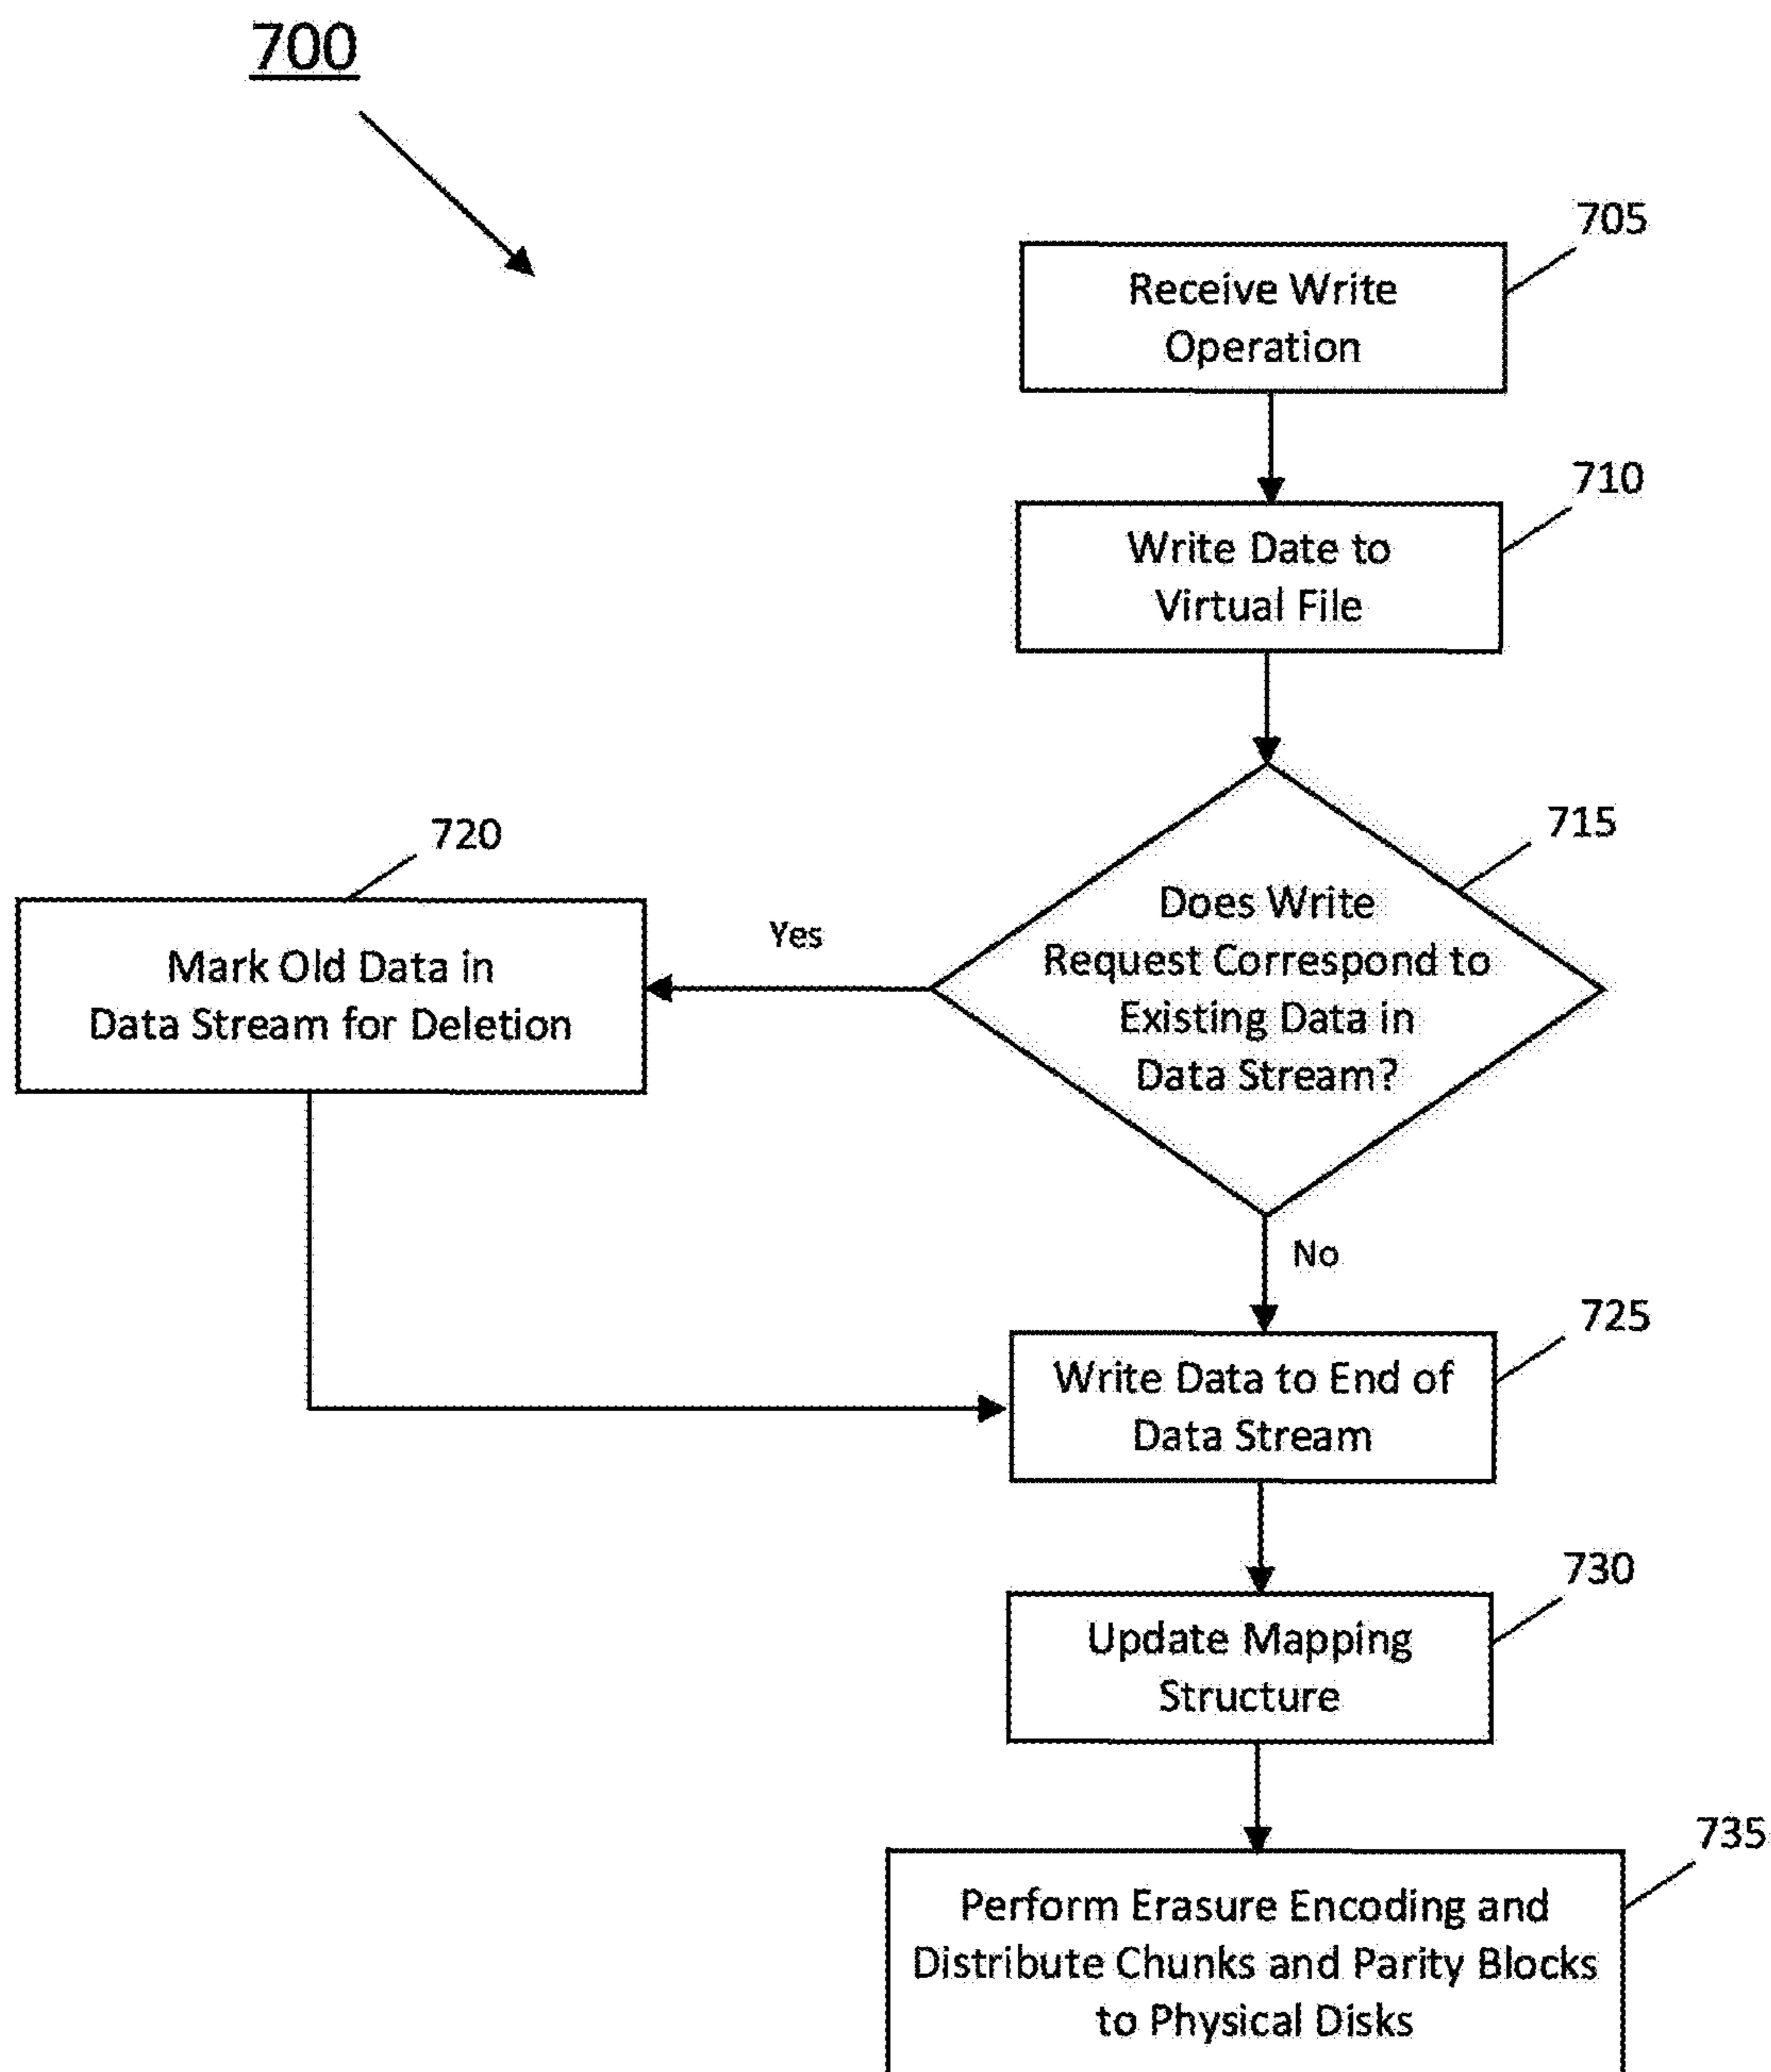 700
705
Receive Write
Operation
710
Write Date to
Virtual File
715
Does Write
Request Correspond to
Existing Data in
Data Stream?
Yes
720
Mark Old Data in
Data Stream for Deletion
No
725
Write Data to End of
Data Stream
730
Update Mapping
Structure
735
Perform Erasure Encoding and
Distribute Chunks and Parity Blocks
to Physical Disks